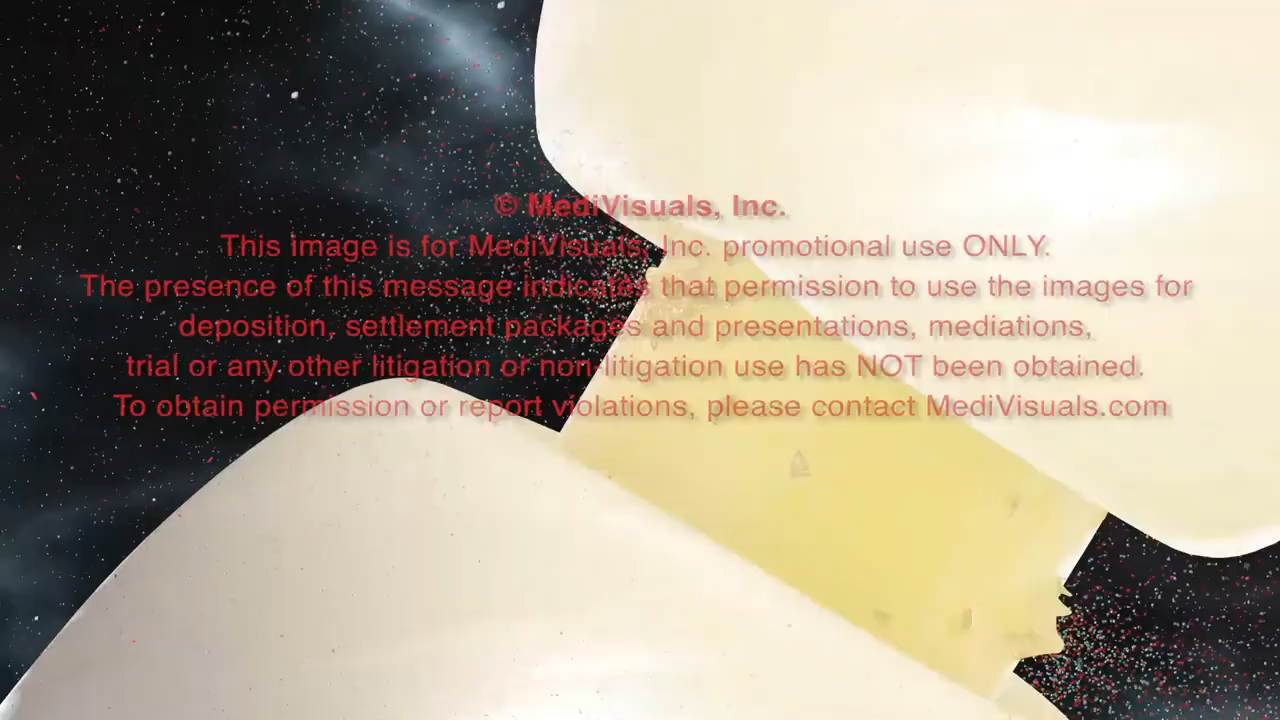 © MediVisuals, Inc.
This image is for MediVisuals, Inc. promotional use ONLY.
The presence of this message indicates that permission to use the images for
deposition, settlement packages and presentations, mediations,
trial or any other litigation or non-litigation use has NOT been obtained.
To obtain permission or report violations, please contact MediVisuals.com